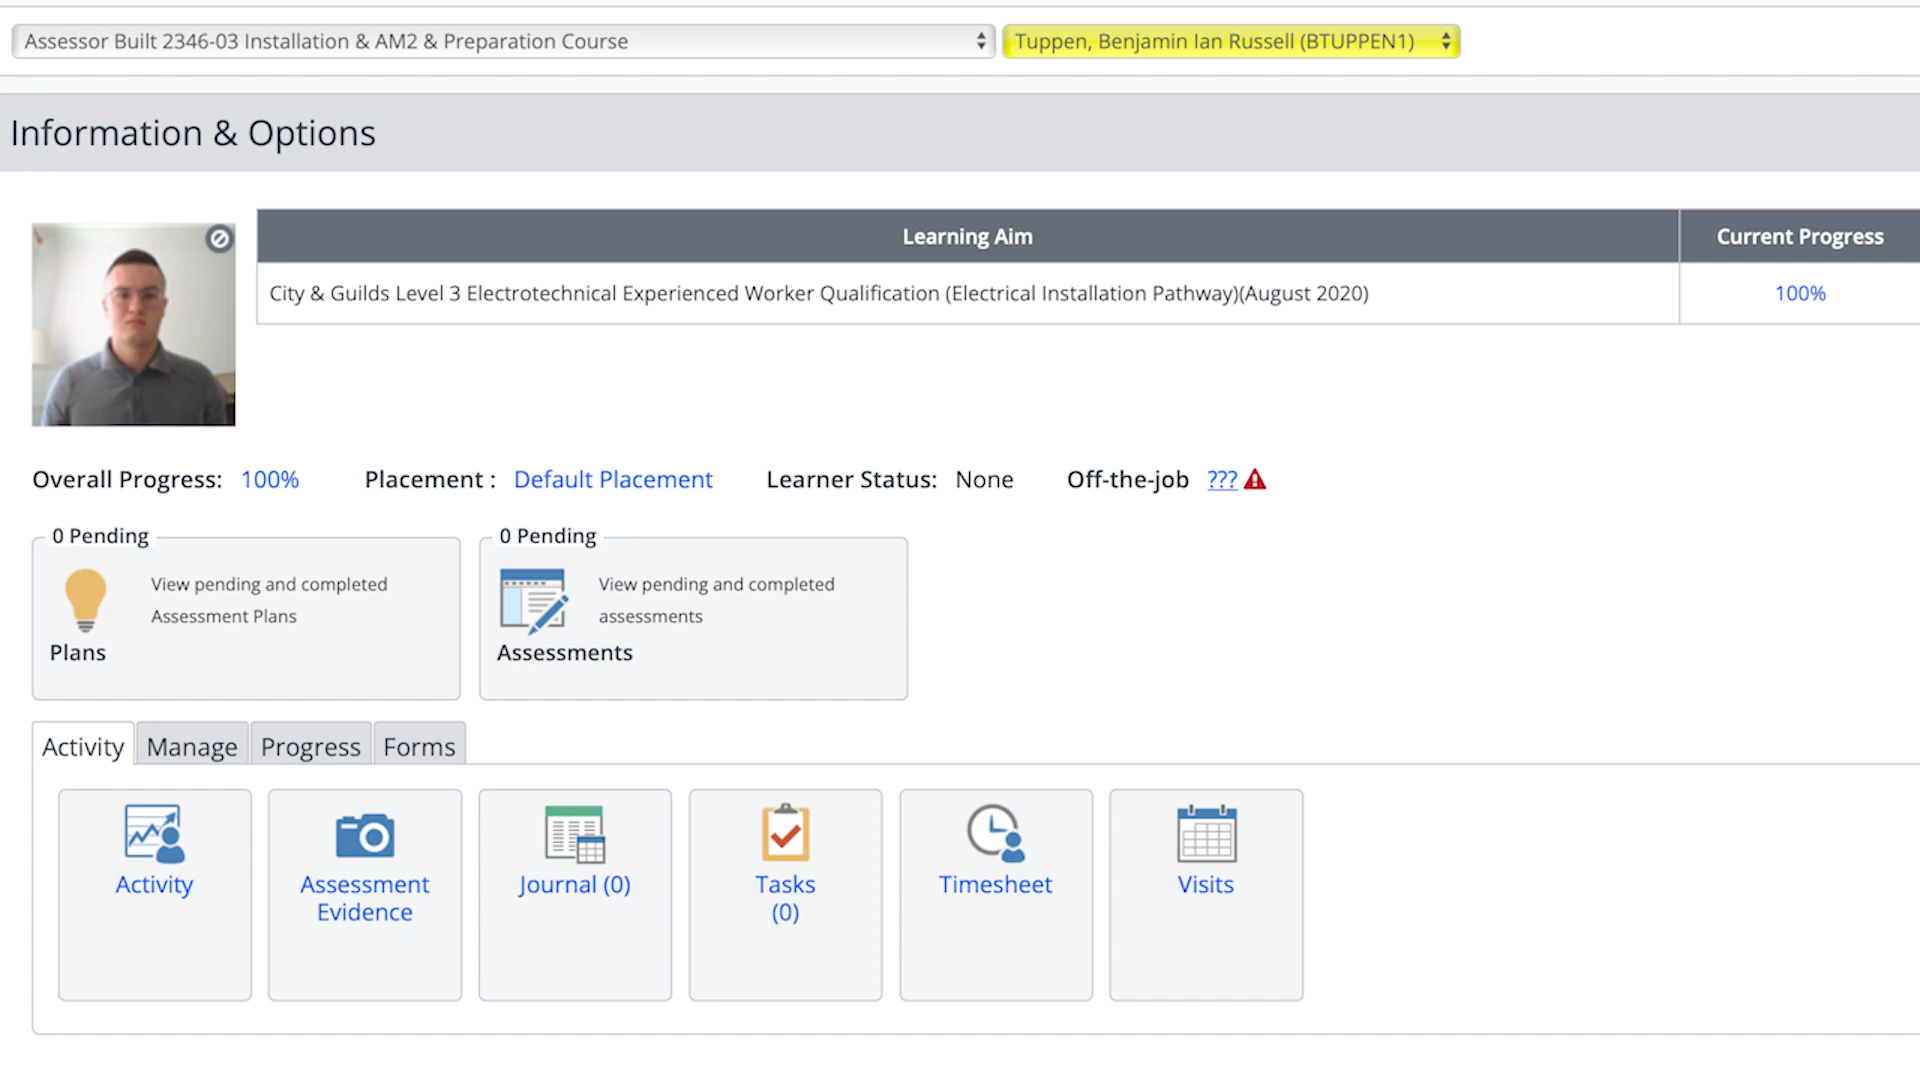 Assessor Built 2346-03 Installation & AM2 & Preparation Course
Tuppen, Benjamin Ian Russell (BTUPPEN1)
Information & Options
Learning Aim
Current Progress
City & Guilds Level 3 Electrotechnical Experienced Worker Qualification (Electrical Installation Pathway)(August 2020)
100%
Overall Progress: 100%
Placement : Default Placement
Learner Status: None
Off-the-job ???
0 Pending
View pending and completed
Assessment Plans
Plans
0 Pending
View pending and completed
assessments
Assessments
Activity
Manage
Progress
Forms
Activity
Assessment
Evidence
Journal (0)
Tasks
(0)
Timesheet
Visits